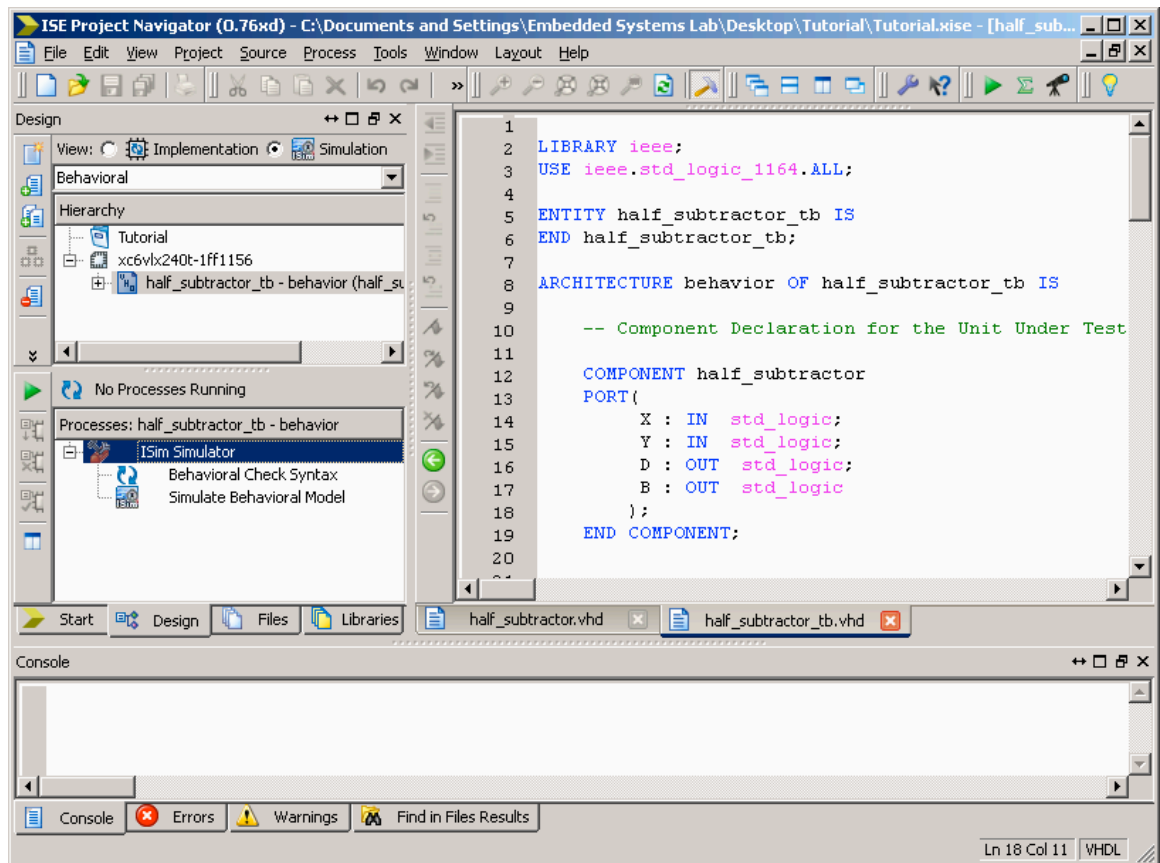 ISE Project Navigator (0.76xd) - C:\Documents and Settings\Embedded Systems Lab\Desktop\Tutorial\Tutorial.xise - [half_sub...
File Edit View Project Source Process Tools Window Layout Help
»
Design
View: Implementation Simulation
Behavioral
Hierarchy
Tutorial
xc6vlx240t-1ff1156
half_subtractor_tb - behavior (half_su
No Processes Running
Processes: half_subtractor_tb - behavior
ISim Simulator
Behavioral Check Syntax
Simulate Behavioral Model
Start Design Files Libraries
1
2 LIBRARY ieee;
3 USE ieee.std_logic_1164.ALL;
4
5 ENTITY half_subtractor_tb IS
6 END half_subtractor_tb;
7
8 ARCHITECTURE behavior OF half_subtractor_tb IS
9
10 -- Component Declaration for the Unit Under Test
11
12 COMPONENT half_subtractor
13 PORT(
14 X : IN std_logic;
15 Y : IN std_logic;
16 D : OUT std_logic;
17 B : OUT std_logic
18 );
19 END COMPONENT;
20
half_subtractor.vhd half_subtractor_tb.vhd
Console
Console Errors Warnings Find in Files Results
Ln 18 Col 11 VHDL